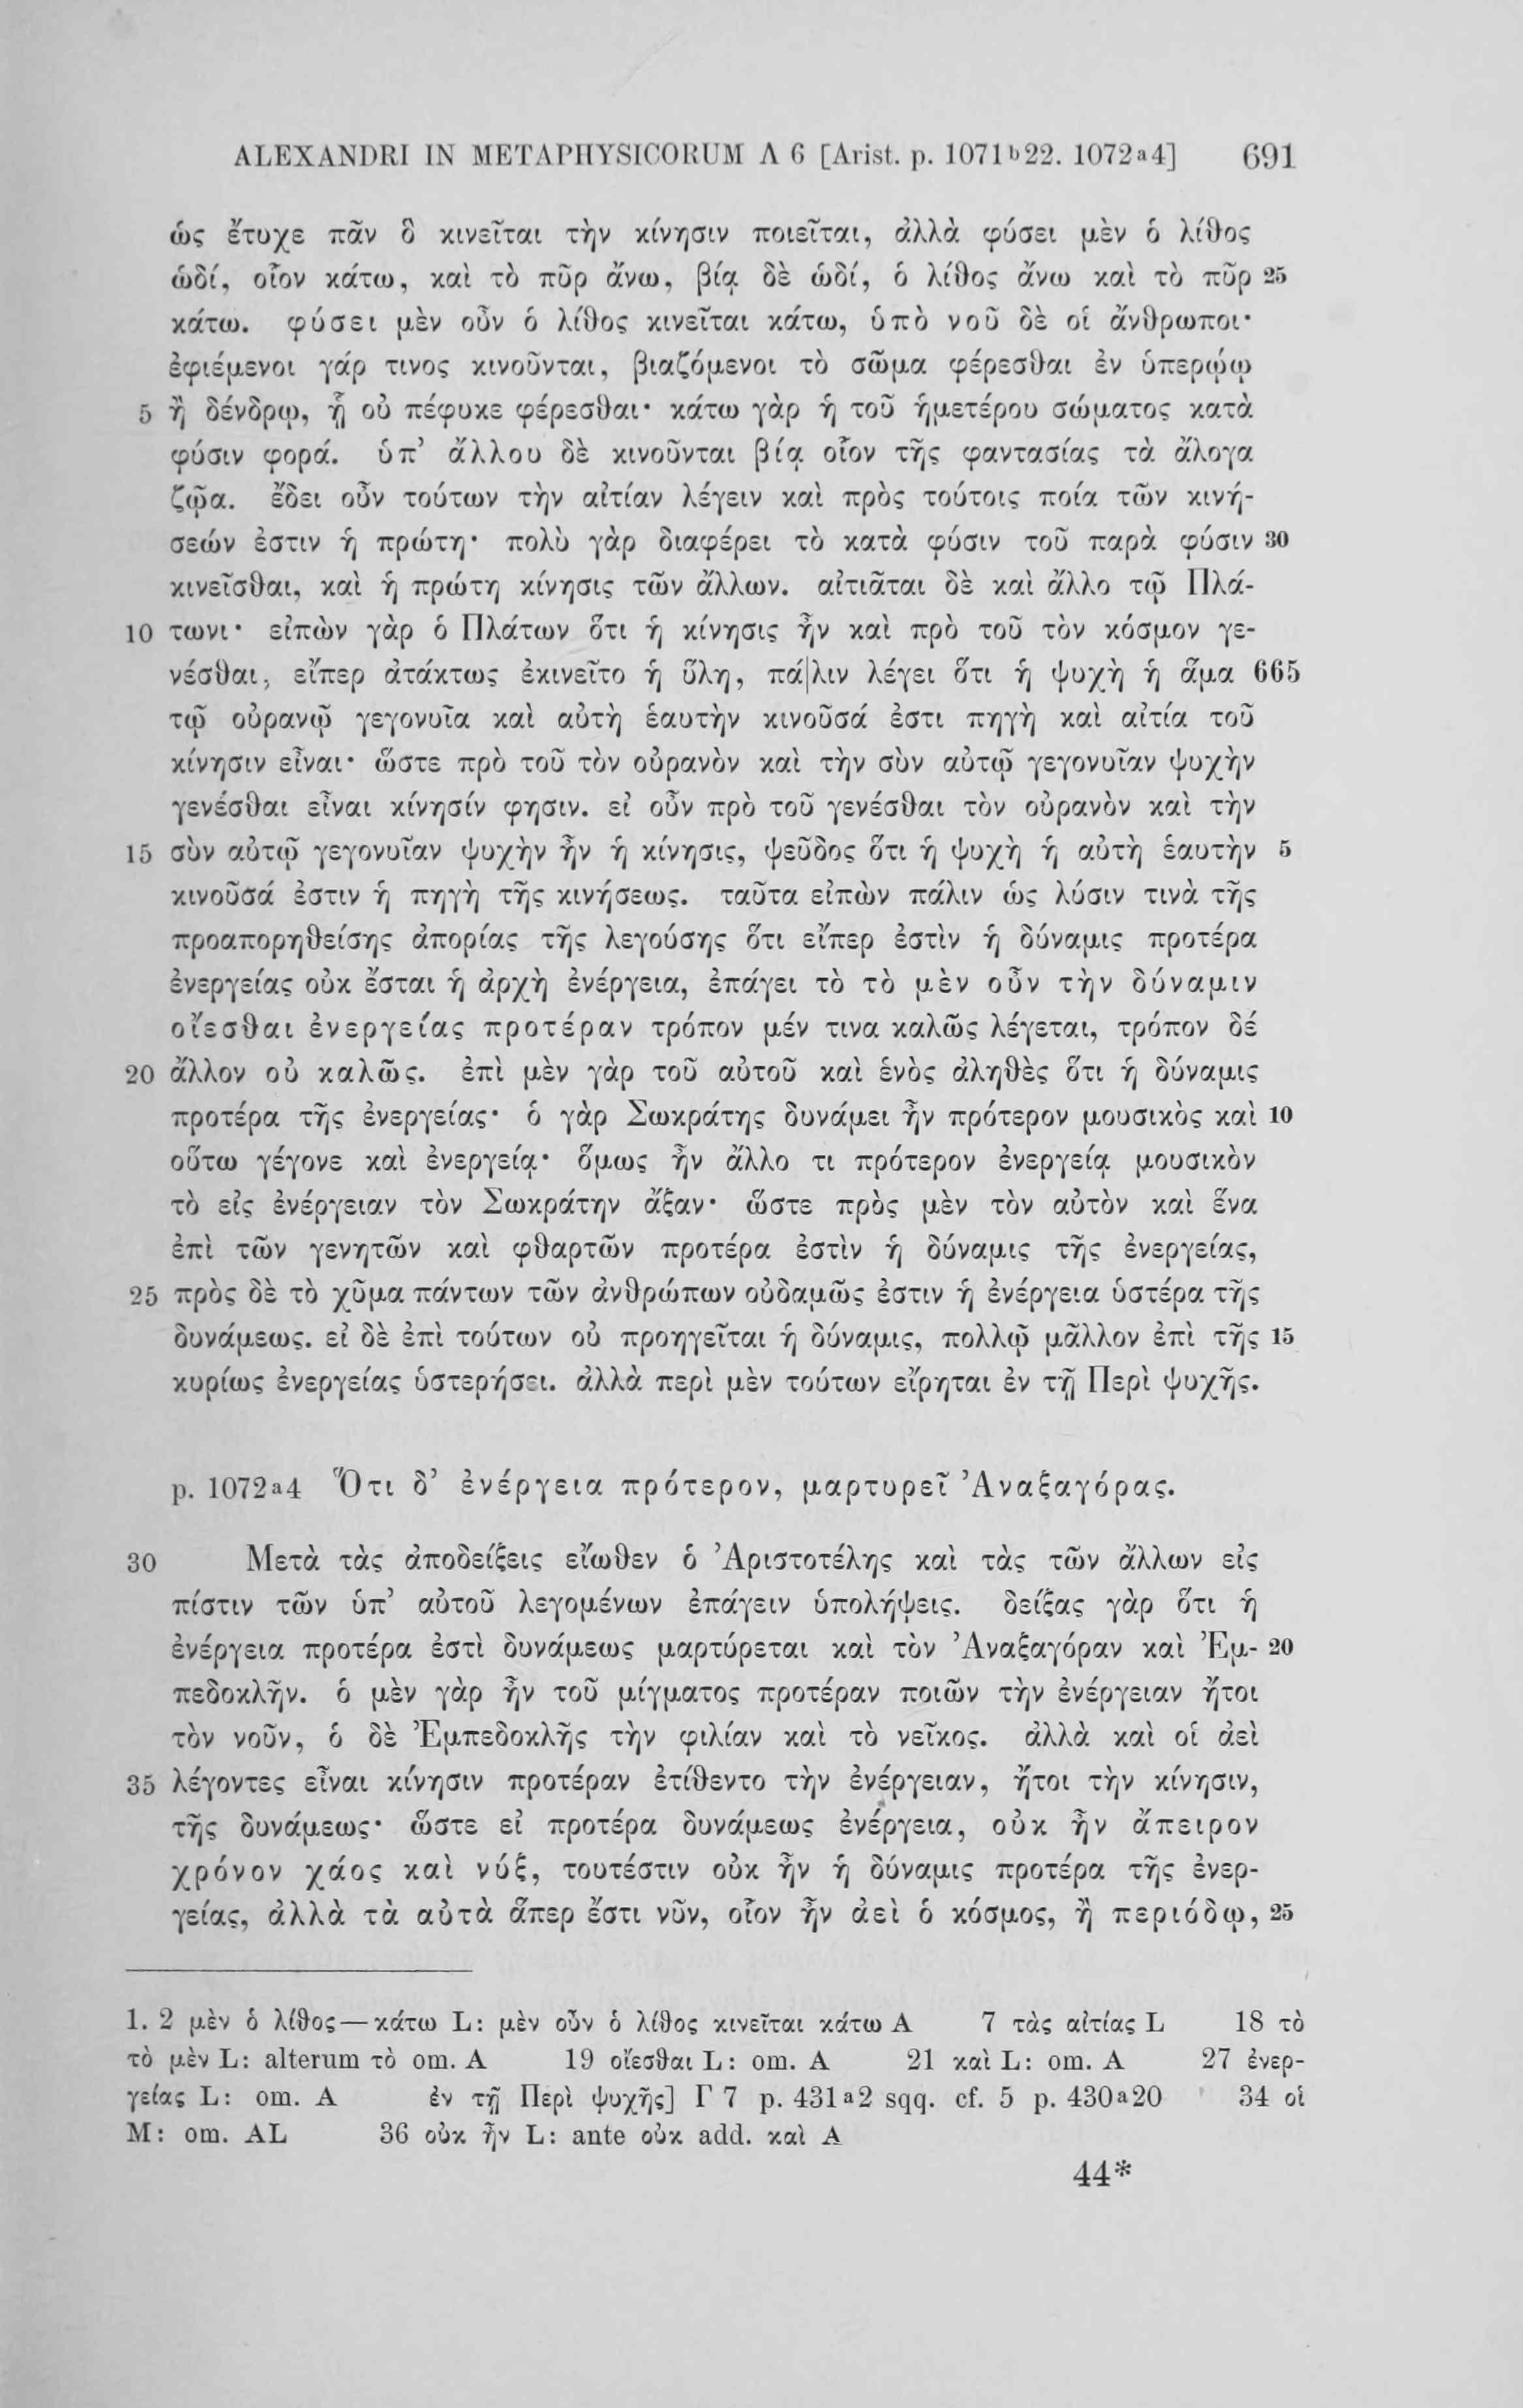 ALEXANDRI IN METAPHYSICORUM Λ 6 [Arist. p. 1071ᵇ22. 1072ᵃ4] 691
ὡς ἔτυχε πᾶν ὃ κινεῖται τὴν κίνησιν ποιεῖται, ἀλλὰ φύσει μὲν ὁ λίθος
ὡδί, οἷον κάτω, καὶ τὸ πῦρ ἄνω, βίᾳ δὲ ὡδί, ὁ λίθος ἄνω καὶ τὸ πῦρ 25
κάτω. φύσει μὲν οὖν ὁ λίθος κινεῖται κάτω, ὑπὸ νοῦ δὲ οἱ ἄνθρωποι·
ἐφιέμενοι γάρ τινος κινοῦνται, βιαζόμενοι τὸ σῶμα φέρεσθαι ἐν ὑπερῴῳ
5 ἢ δένδρῳ, ᾗ οὐ πέφυκε φέρεσθαι· κάτω γὰρ ἡ τοῦ ἡμετέρου σώματος κατὰ
φύσιν φορά. ὑπ’ ἄλλου δὲ κινοῦνται βίᾳ οἷον τῆς φαντασίας τὰ ἄλογα
ζῷα. ἔδει οὖν τούτων τὴν αἰτίαν λέγειν καὶ πρὸς τούτοις ποία τῶν κινή-
σεών ἐστιν ἡ πρώτη· πολὺ γὰρ διαφέρει τὸ κατὰ φύσιν τοῦ παρὰ φύσιν 30
κινεῖσθαι, καὶ ἡ πρώτη κίνησις τῶν ἄλλων. αἰτιᾶται δὲ καὶ ἄλλο τῷ Πλά-
10 τωνι· εἰπὼν γὰρ ὁ Πλάτων ὅτι ἡ κίνησις ἦν καὶ πρὸ τοῦ τὸν κόσμον γε-
νέσθαι, εἴπερ ἀτάκτως ἐκινεῖτο ἡ ὕλη, πά|λιν λέγει ὅτι ἡ ψυχὴ ἡ ἅμα 665
τῷ οὐρανῷ γεγονυῖα καὶ αὐτὴ ἑαυτὴν κινοῦσά ἐστι πηγὴ καὶ αἰτία τοῦ
κίνησιν εἶναι· ὥστε πρὸ τοῦ τὸν οὐρανὸν καὶ τὴν σὺν αὐτῷ γεγονυῖαν ψυχὴν
γενέσθαι εἶναι κίνησίν φησιν. εἰ οὖν πρὸ τοῦ γενέσθαι τὸν οὐρανὸν καὶ τὴν
15 σὺν αὐτῷ γεγονυῖαν ψυχὴν ἦν ἡ κίνησις, ψεῦδος ὅτι ἡ ψυχὴ ἡ αὐτὴ ἑαυτὴν 5
κινοῦσά ἐστιν ἡ πηγὴ τῆς κινήσεως. ταῦτα εἰπὼν πάλιν ὡς λύσιν τινὰ τῆς
προαπορηθείσης ἀπορίας τῆς λεγούσης ὅτι εἴπερ ἐστὶν ἡ δύναμις προτέρα
ἐνεργείας οὐκ ἔσται ἡ ἀρχὴ ἐνέργεια, ἐπάγει τὸ τὸ μὲν οὖν τὴν δύναμιν
οἴεσθαι ἐνεργείας προτέραν τρόπον μέν τινα καλῶς λέγεται, τρόπον δέ
20 ἄλλον οὐ καλῶς. ἐπὶ μὲν γὰρ τοῦ αὐτοῦ καὶ ἑνὸς ἀληθὲς ὅτι ἡ δύναμις
προτέρα τῆς ἐνεργείας· ὁ γὰρ Σωκράτης δυνάμει ἦν πρότερον μουσικὸς καὶ 10
οὕτω γέγονε καὶ ἐνεργείᾳ· ὅμως ἦν ἄλλο τι πρότερον ἐνεργείᾳ μουσικὸν
τὸ εἰς ἐνέργειαν τὸν Σωκράτην ἄξαν· ὥστε πρὸς μὲν τὸν αὐτὸν καὶ ἕνα
ἐπὶ τῶν γενητῶν καὶ φθαρτῶν προτέρα ἐστὶν ἡ δύναμις τῆς ἐνεργείας,
25 πρὸς δὲ τὸ χῦμα πάντων τῶν ἀνθρώπων οὐδαμῶς ἐστιν ἡ ἐνέργεια ὑστέρα τῆς
δυνάμεως. εἰ δὲ ἐπὶ τούτων οὐ προηγεῖται ἡ δύναμις, πολλῷ μᾶλλον ἐπὶ τῆς 15
κυρίως ἐνεργείας ὑστερήσει. ἀλλὰ περὶ μὲν τούτων εἴρηται ἐν τῇ Περὶ ψυχῆς.
p. 1072ᵃ4 Ὅτι δ’ ἐνέργεια πρότερον, μαρτυρεῖ Ἀναξαγόρας.
30 Μετὰ τὰς ἀποδείξεις εἴωθεν ὁ Ἀριστοτέλης καὶ τὰς τῶν ἄλλων εἰς
πίστιν τῶν ὑπ’ αὐτοῦ λεγομένων ἐπάγειν ὑπολήψεις. δείξας γὰρ ὅτι ἡ
ἐνέργεια προτέρα ἐστὶ δυνάμεως μαρτύρεται καὶ τὸν Ἀναξαγόραν καὶ Ἐμ- 20
πεδοκλῆν. ὁ μὲν γὰρ ἦν τοῦ μίγματος προτέραν ποιῶν τὴν ἐνέργειαν ἤτοι
τὸν νοῦν, ὁ δὲ Ἐμπεδοκλῆς τὴν φιλίαν καὶ τὸ νεῖκος. ἀλλὰ καὶ οἱ ἀεὶ
35 λέγοντες εἶναι κίνησιν προτέραν ἐτίθεντο τὴν ἐνέργειαν, ἤτοι τὴν κίνησιν,
τῆς δυνάμεως· ὥστε εἰ προτέρα δυνάμεως ἐνέργεια, οὐκ ἦν ἄπειρον
χρόνον χάος καὶ νύξ, τουτέστιν οὐκ ἦν ἡ δύναμις προτέρα τῆς ἐνερ-
γείας, ἀλλὰ τὰ αὐτὰ ἅπερ ἔστι νῦν, οἷον ἦν ἀεὶ ὁ κόσμος, ἢ περιόδῳ, 25
1. 2 μὲν ὁ λίθος — κάτω L: μὲν οὖν ὁ λίθος κινεῖται κάτω A 7 τὰς αἰτίας L 18 τὸ
τὸ μὲν L: alterum τὸ om. A 19 οἴεσθαι L: om. A 21 καὶ L: om. A 27 ἐνερ-
γείας L: om. A ἐν τῇ Περὶ ψυχῆς] Γ 7 p. 431ᵃ2 sqq. cf. 5 p. 430ᵃ20 34 οἱ
M: om. AL 36 οὐκ ἦν L: ante οὐκ add. καὶ A
44*